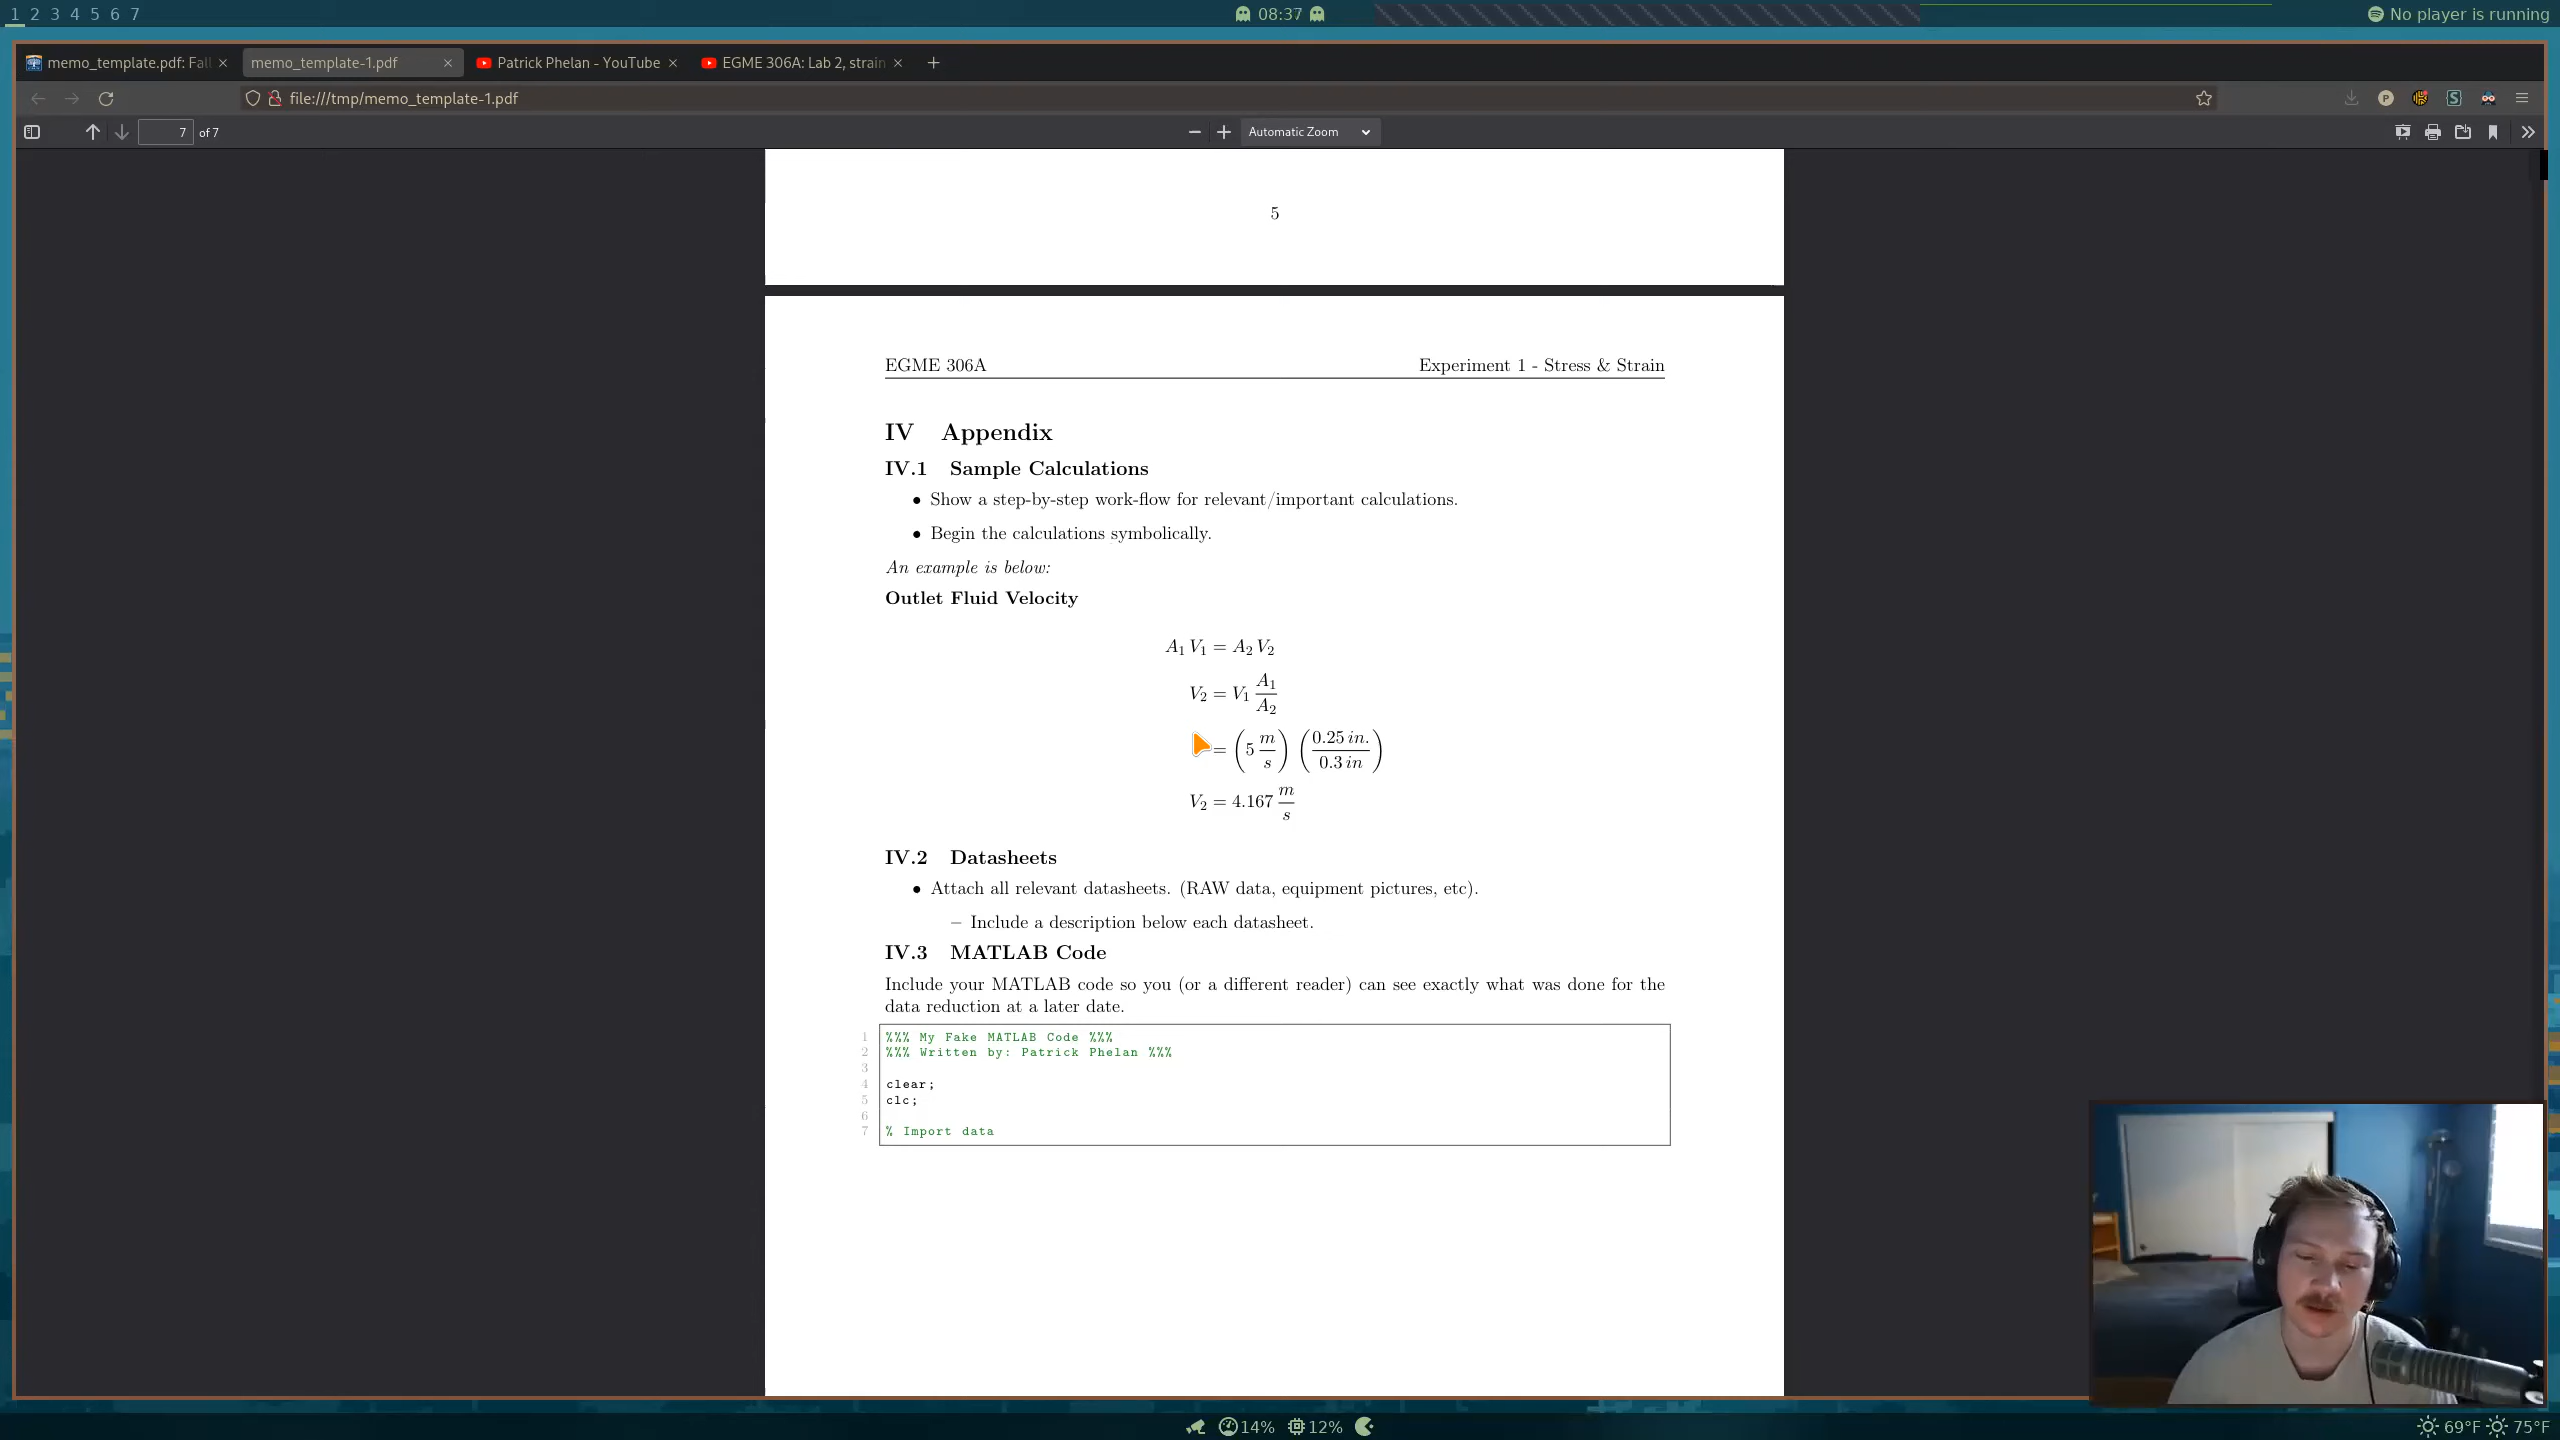 1 2 3 4 5 6 7
08:37
No player is running
memo_template.pdf: Fal
memo_template-1.pdf
Patrick Phelan - YouTube
EGME 306A: Lab 2, strain
file:///tmp/memo_template-1.pdf
P
S
7 of 7
Automatic Zoom
5
EGME 306A Experiment 1 - Stress & Strain
IV Appendix
IV.1 Sample Calculations
• Show a step-by-step work-flow for relevant/important calculations.
• Begin the calculations symbolically.
An example is below:
Outlet Fluid Velocity
A₁ V₁ = A₂ V₂
V₂ = V₁ A₁/A₂
= (5 m/s) (0.25 in./0.3 in)
V₂ = 4.167 m/s
IV.2 Datasheets
• Attach all relevant datasheets. (RAW data, equipment pictures, etc).
– Include a description below each datasheet.
IV.3 MATLAB Code
Include your MATLAB code so you (or a different reader) can see exactly what was done for the
data reduction at a later date.
1 %%% My Fake MATLAB Code %%%
2 %%% Written by: Patrick Phelan %%%
3
4 clear;
5 clc;
6
7 % Import data
14% 12%
69°F 75°F